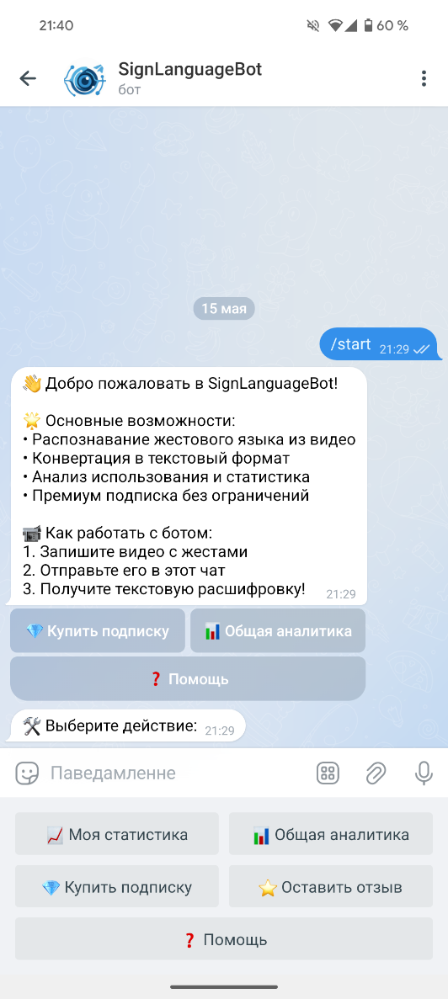 21:40
60 %
SignLanguageBot
бот
15 мая
/start 21:29
👋 Добро пожаловать в SignLanguageBot!
🌟 Основные возможности:
• Распознавание жестового языка из видео
• Конвертация в текстовый формат
• Анализ использования и статистика
• Премиум подписка без ограничений
📹 Как работать с ботом:
1. Запишите видео с жестами
2. Отправьте его в этот чат
3. Получите текстовую расшифровку! 21:29
💎 Купить подписку
📊 Общая аналитика
❓ Помощь
🛠 Выберите действие: 21:29
Паведамленне
📈 Моя статистика
📊 Общая аналитика
💎 Купить подписку
⭐ Оставить отзыв
❓ Помощь